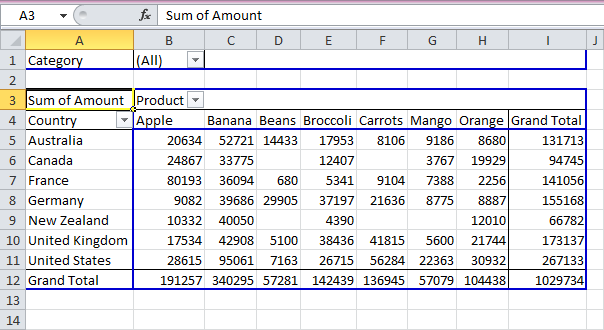 A3 fx Sum of Amount
A B C D E F G H I J
1 Category (All)
2
3 Sum of Amount Product
4 Country Apple Banana Beans Broccoli Carrots Mango Orange Grand Total
5 Australia 20634 52721 14433 17953 8106 9186 8680 131713
6 Canada 24867 33775 12407 3767 19929 94745
7 France 80193 36094 680 5341 9104 7388 2256 141056
8 Germany 9082 39686 29905 37197 21636 8775 8887 155168
9 New Zealand 10332 40050 4390 12010 66782
10 United Kingdom 17534 42908 5100 38436 41815 5600 21744 173137
11 United States 28615 95061 7163 26715 56284 22363 30932 267133
12 Grand Total 191257 340295 57281 142439 136945 57079 104438 1029734
13
14